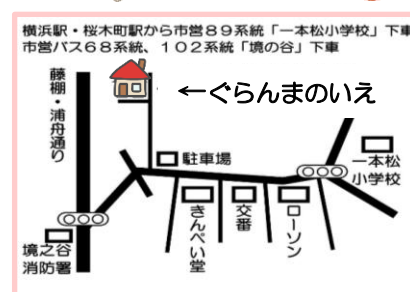 横浜駅・桜木町駅から市営８９系統「一本松小学校」下車
市営バス６８系統、１０２系統「境の谷」下車
藤棚・浦舟通り
←ぐらんまのいえ
駐車場
一本松
小学校
きんぺい堂
交番
ローソン
境之谷
消防署